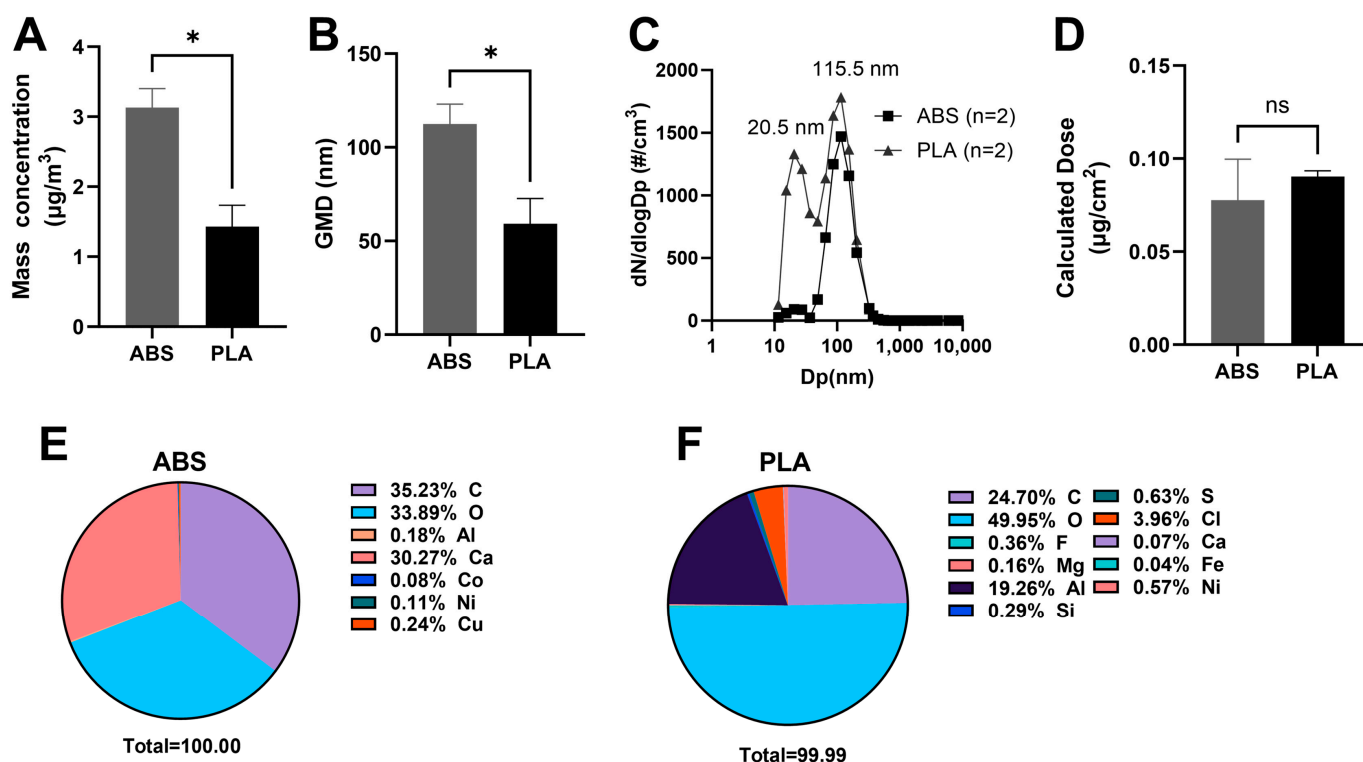 A
Mass concentration
(µg/m³)
4
3
2
1
0
*
ABS
PLA
B
GMD (nm)
150
100
50
0
*
ABS
PLA
C
dN/dlogDp (#/cm³)
2000
1500
1000
500
0
115.5 nm
20.5 nm
ABS (n=2)
PLA (n=2)
1
10
100
1,000
10,000
Dp(nm)
D
Calculated Dose
(µg/cm²)
0.15
0.10
0.05
0.00
ns
ABS
PLA
E
ABS
35.23% C
33.89% O
0.18% Al
30.27% Ca
0.08% Co
0.11% Ni
0.24% Cu
Total=100.00
F
PLA
24.70% C
49.95% O
0.36% F
0.16% Mg
19.26% Al
0.29% Si
0.63% S
3.96% Cl
0.07% Ca
0.04% Fe
0.57% Ni
Total=99.99